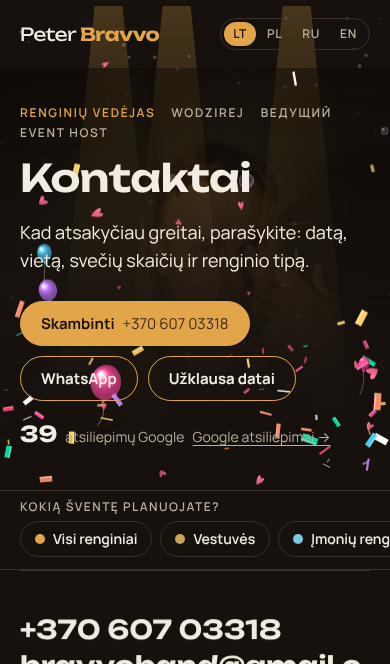 Peter Bravvo
LT PL RU EN
RENGINIŲ VEDĖJAS WODZIREJ ВЕДУЩИЙ
EVENT HOST
Kontaktai
Kad atsakyčiau greitai, parašykite: datą,
vietą, svečių skaičių ir renginio tipą.
Skambinti +370 607 03318
WhatsApp Užklausa datai
39 atsiliepimų Google Google atsiliepimai →
KOKIĄ ŠVENTĘ PLANUOJATE?
Visi renginiai Vestuvės Įmonių reng
+370 607 03318